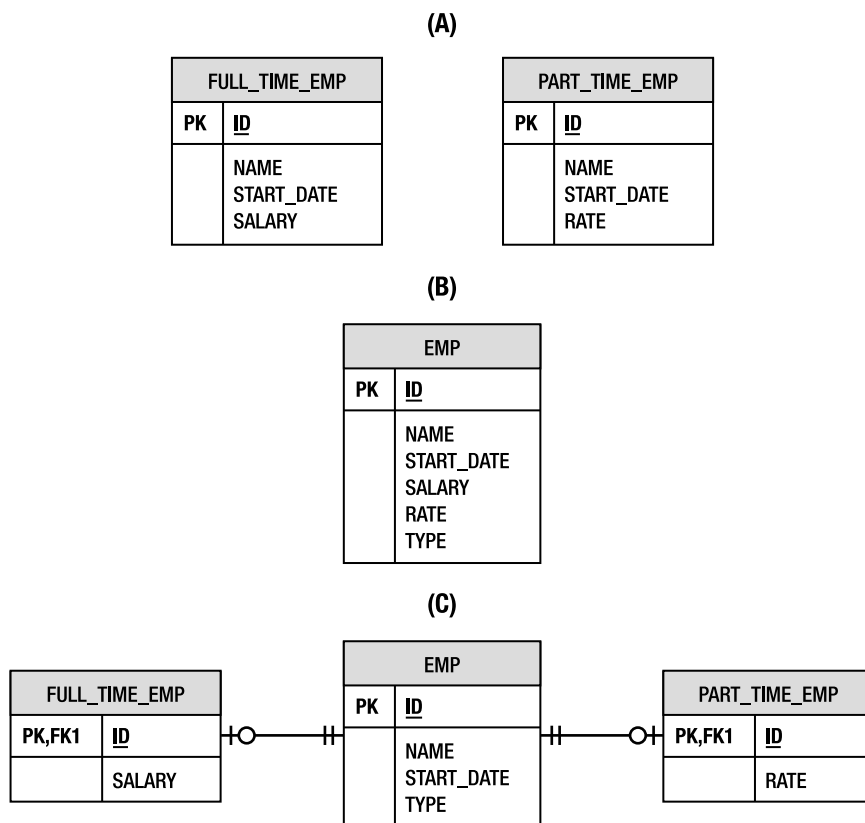 (A)
FULL_TIME_EMP
PK ID
NAME
START_DATE
SALARY
PART_TIME_EMP
PK ID
NAME
START_DATE
RATE
(B)
EMP
PK ID
NAME
START_DATE
SALARY
RATE
TYPE
(C)
FULL_TIME_EMP
PK,FK1 ID
SALARY
EMP
PK ID
NAME
START_DATE
TYPE
PART_TIME_EMP
PK,FK1 ID
RATE